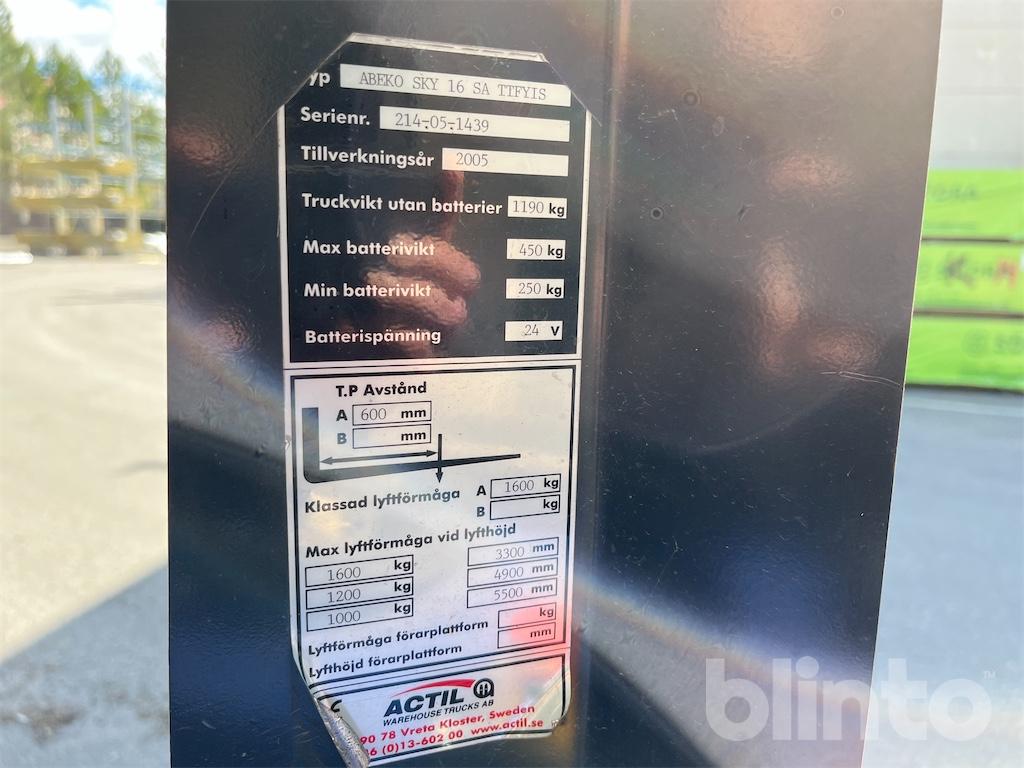 yp ABEKO SKY 16 SA TTFYIS
Serienr. 214-05-1439
Tillverkningsår 2005
Truckvikt utan batterier 1190 kg
Max batterivikt 450 kg
Min batterivikt 250 kg
Batterispänning 24 V
T.P Avstånd
A 600 mm
B mm
Klassad lyftförmåga A 1600 kg
B kg
Max lyftförmåga vid lyfthöjd
1600 kg 3300 mm
1200 kg 4900 mm
1000 kg 5500 mm
Lyftförmåga förarplattform kg
Lyfthöjd förarplattform mm
ACTIL
WAREHOUSE TRUCKS AB
90 78 Vreta Kloster, Sweden
6 (0)13-602 00 www.actil.se
blinto™